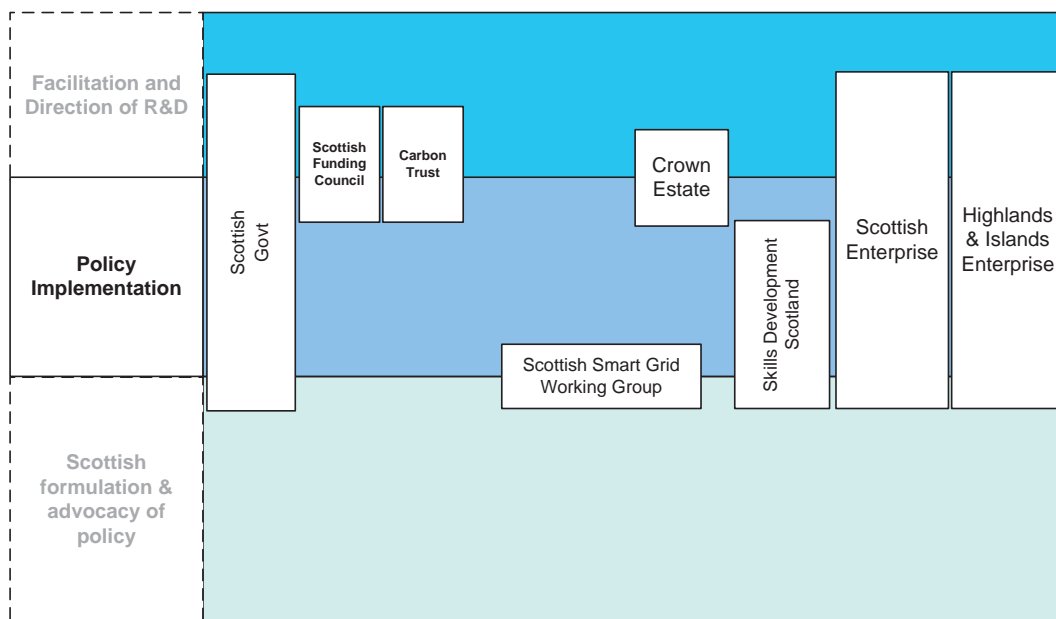 Facilitation and
Direction of R&D
Scottish
Govt
Scottish
Funding
Council
Carbon
Trust
Crown
Estate
Scottish
Enterprise
Highlands
& Islands
Enterprise
Policy
Implementation
Skills Development
Scotland
Scottish Smart Grid
Working Group
Scottish
formulation &
advocacy of
policy